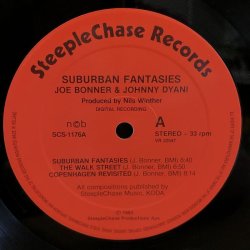 SteepleChase Records
SUBURBAN FANTASIES
JOE BONNER & JOHNNY DYANI
Produced by Nils Winther
DIGITAL RECORDING
n©b
SCS-1176A
A
STEREO - 33 rpm
SUBURBAN FANTASIES (J. Bonner, BMI) 6:40
THE WALK STREET (J. Bonner, BMI) 8:41
COPENHAGEN REVISITED (J. Bonner, BMI) 8:14
All compositions published by
SteepleChase Music, KODA.
SteepleChase Productions Aps.